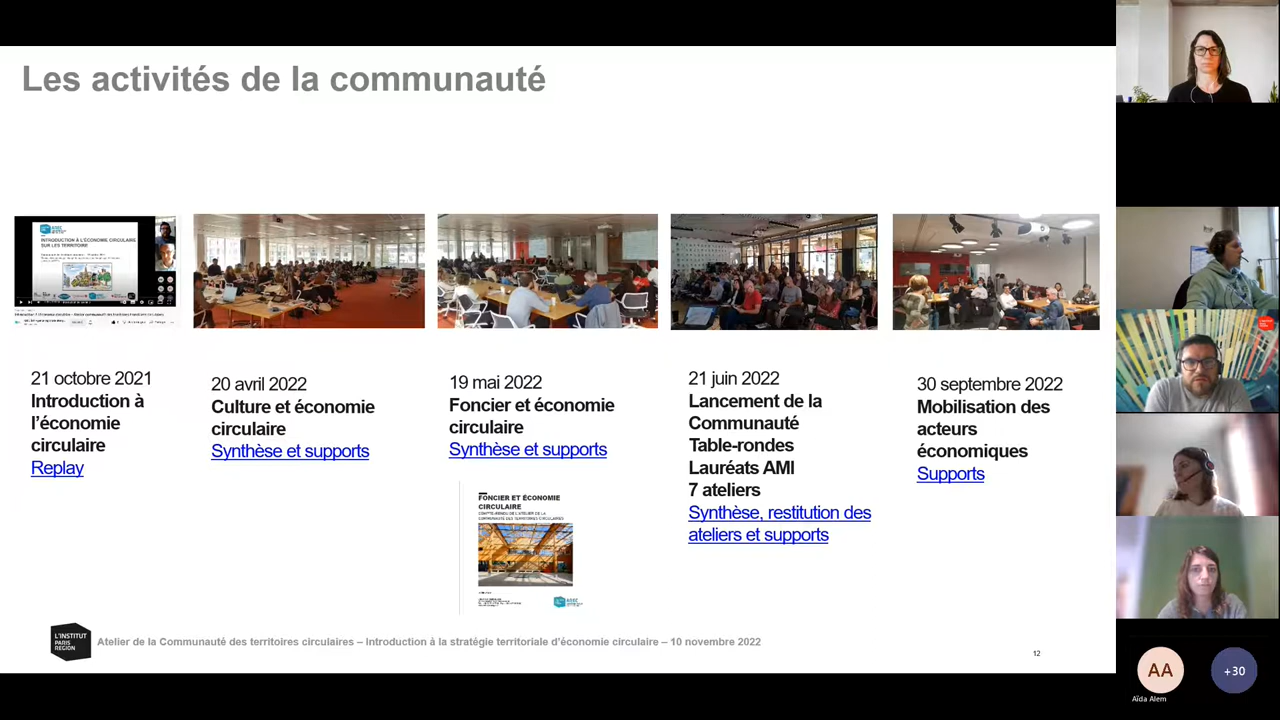 Les activités de la communauté
INTRODUCTION À L'ÉCONOMIE CIRCULAIRE
SUR LES TERRITOIRE
21 octobre 2021
Introduction à
l'économie
circulaire
Replay
20 avril 2022
Culture et économie
circulaire
Synthèse et supports
19 mai 2022
Foncier et économie
circulaire
Synthèse et supports
FONCIER ET ÉCONOMIE
CIRCULAIRE
21 juin 2022
Lancement de la
Communauté
Table-rondes
Lauréats AMI
7 ateliers
Synthèse, restitution des
ateliers et supports
30 septembre 2022
Mobilisation des
acteurs
économiques
Supports
L'INSTITUT
PARIS
REGION
Atelier de la Communauté des territoires circulaires – Introduction à la stratégie territoriale d'économie circulaire – 10 novembre 2022
12
AA
+30
Aïda Alem